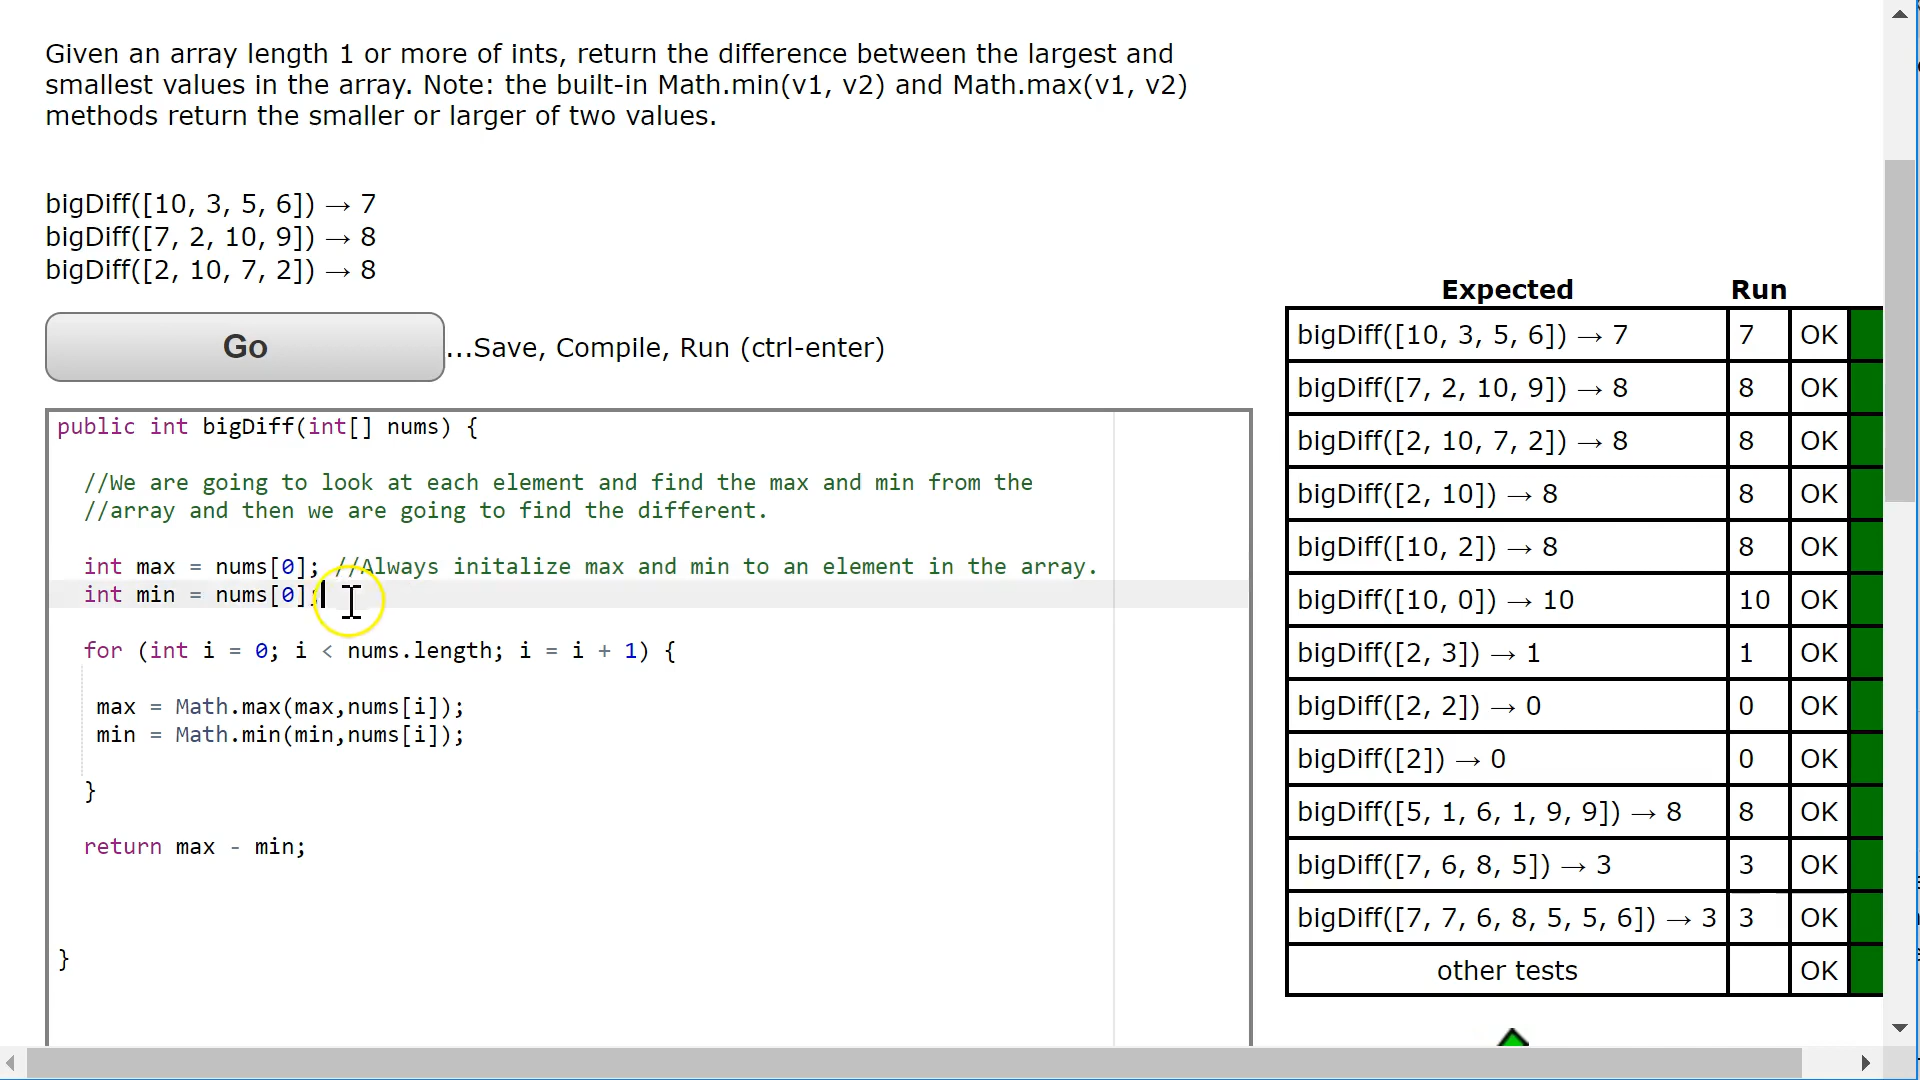 Given an array length 1 or more of ints, return the difference between the largest and
smallest values in the array. Note: the built-in Math.min(v1, v2) and Math.max(v1, v2)
methods return the smaller or larger of two values.
bigDiff([10, 3, 5, 6]) → 7
bigDiff([7, 2, 10, 9]) → 8
bigDiff([2, 10, 7, 2]) → 8
Go ...Save, Compile, Run (ctrl-enter)
public int bigDiff(int[] nums) {
//We are going to look at each element and find the max and min from the
//array and then we are going to find the different.
int max = nums[0]; //Always initalize max and min to an element in the array.
int min = nums[0];
for (int i = 0; i < nums.length; i = i + 1) {
max = Math.max(max,nums[i]);
min = Math.min(min,nums[i]);
}
return max - min;
}
Expected Run
bigDiff([10, 3, 5, 6]) → 7 7 OK
bigDiff([7, 2, 10, 9]) → 8 8 OK
bigDiff([2, 10, 7, 2]) → 8 8 OK
bigDiff([2, 10]) → 8 8 OK
bigDiff([10, 2]) → 8 8 OK
bigDiff([10, 0]) → 10 10 OK
bigDiff([2, 3]) → 1 1 OK
bigDiff([2, 2]) → 0 0 OK
bigDiff([2]) → 0 0 OK
bigDiff([5, 1, 6, 1, 9, 9]) → 8 8 OK
bigDiff([7, 6, 8, 5]) → 3 3 OK
bigDiff([7, 7, 6, 8, 5, 5, 6]) → 3 3 OK
other tests OK